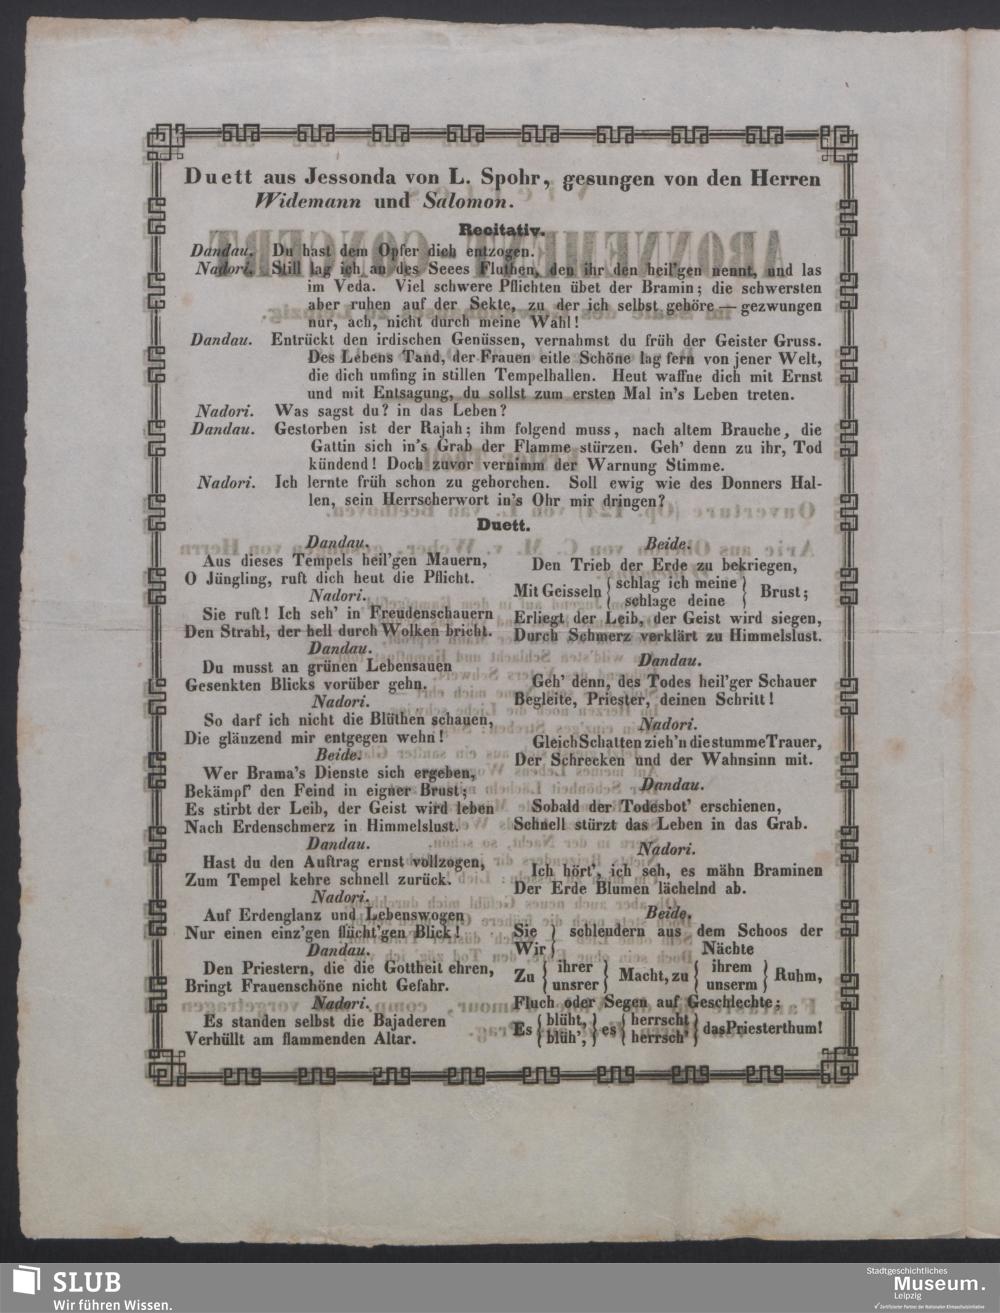 Duett aus Jessonda von L. Spohr, gesungen von den Herren
Widemann und Salomon.
Recitativ.
Dandau. Du hast dem Opfer dich entzogen.
Nadori. Still lag ich an des Seees Fluthen, den ihr den heil'gen nennt, und las
im Veda. Viel schwere Pflichten übet der Bramin; die schwersten
aber ruhen auf der Sekte, zu der ich selbst gehöre — gezwungen
nur, ach, nicht durch meine Wahl!
Dandau. Entrückt den irdischen Genüssen, vernahmst du früh der Geister Gruss.
Des Lebens Tand, der Frauen eitle Schöne lag fern von jener Welt,
die dich umfing in stillen Tempelhallen. Heut waffne dich mit Ernst
und mit Entsagung, du sollst zum ersten Mal in's Leben treten.
Nadori. Was sagst du? in das Leben?
Dandau. Gestorben ist der Rajah; ihm folgend muss, nach altem Brauche, die
Gattin sich in's Grab der Flamme stürzen. Geh' denn zu ihr, Tod
kündend! Doch zuvor vernimm der Warnung Stimme.
Nadori. Ich lernte früh schon zu gehorchen. Soll ewig wie des Donners Hal-
len, sein Herrscherwort in's Ohr mir dringen?
Duett.
Dandau.
Aus dieses Tempels heil'gen Mauern,
O Jüngling, ruft dich heut die Pflicht.
Nadori.
Sie ruft! Ich seh' in Freudenschauern
Den Strahl, der hell durch Wolken bricht.
Dandau.
Du musst an grünen Lebensauen
Gesenkten Blicks vorüber gehn.
Nadori.
So darf ich nicht die Blüthen schauen,
Die glänzend mir entgegen wehn!
Beide.
Wer Brama's Dienste sich ergeben,
Bekämpf' den Feind in eigner Brust;
Es stirbt der Leib, der Geist wird leben
Nach Erdenschmerz in Himmelslust.
Dandau.
Hast du den Auftrag ernst vollzogen,
Zum Tempel kehre schnell zurück.
Nadori.
Auf Erdenglanz und Lebenswogen
Nur einen einz'gen flücht'gen Blick!
Dandau.
Den Priestern, die die Gottheit ehren,
Bringt Frauenschöne nicht Gefahr.
Nadori.
Es standen selbst die Bajaderen
Verhüllt am flammenden Altar.
Beide.
Den Trieb der Erde zu bekriegen,
Mit Geisseln { schlag ich meine / schlage deine } Brust;
Erliegt der Leib, der Geist wird siegen,
Durch Schmerz verklärt zu Himmelslust.
Dandau.
Geh' denn, des Todes heil'ger Schauer
Begleite, Priester, deinen Schritt!
Nadori.
Gleich Schatten zieh'n die stumme Trauer,
Der Schrecken und der Wahnsinn mit.
Dandau.
Sobald der Todesbot' erschienen,
Schnell stürzt das Leben in das Grab.
Nadori.
Ich hört', ich seh, es mähn Braminen
Der Erde Blumen lächelnd ab.
Beide.
Sie / Wir } schleudern aus dem Schoos der
Nächte
Zu { ihrer / unsrer } Macht, zu { ihrem / unserm } Ruhm,
Fluch oder Segen auf Geschlechte;
Es { blüht, / blüh', } es { herrscht / herrsch' } das Priesterthum!
SLUB
Wir führen Wissen.
Stadtgeschichtliches
Museum.
Leipzig